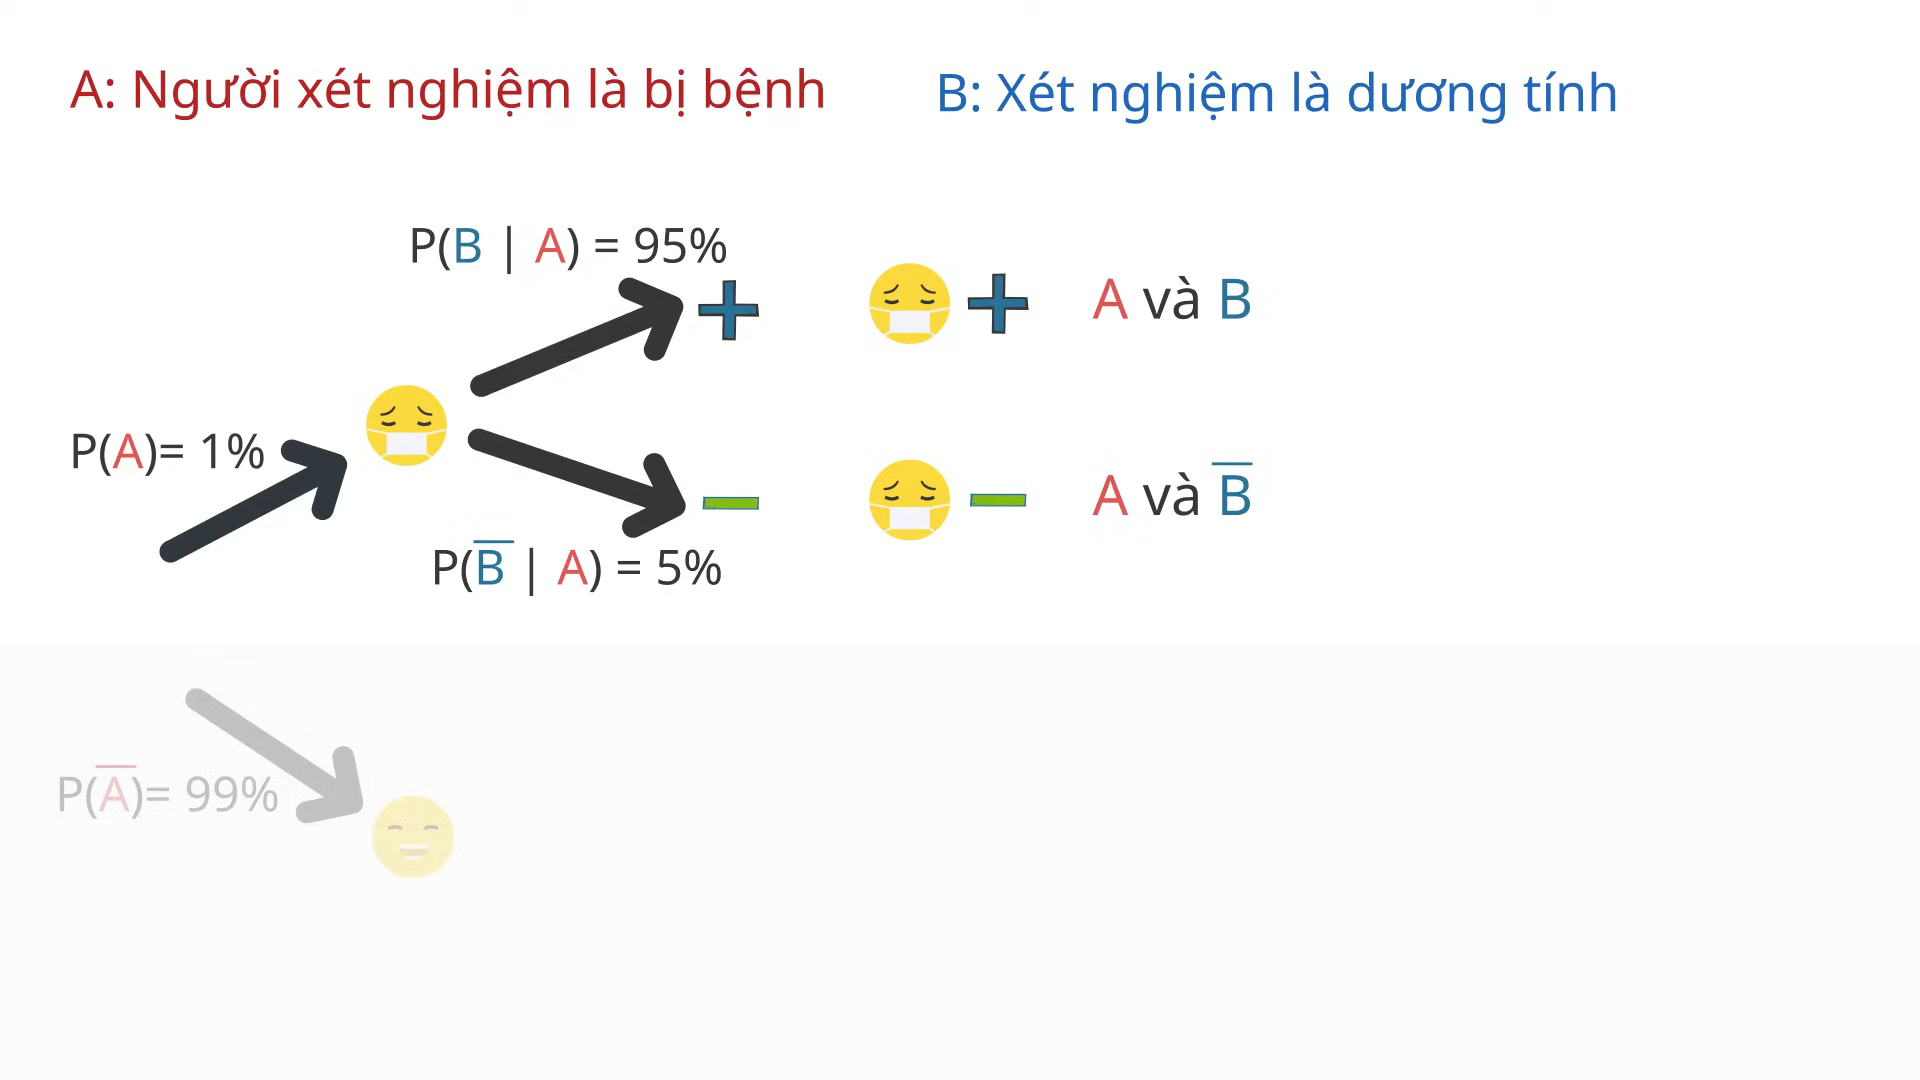 A: Người xét nghiệm là bị bệnh
B: Xét nghiệm là dương tính
P(B | A) = 95%
A và B
P(A)= 1%
A và B̅
P(B̅ | A) = 5%
P(A̅)= 99%